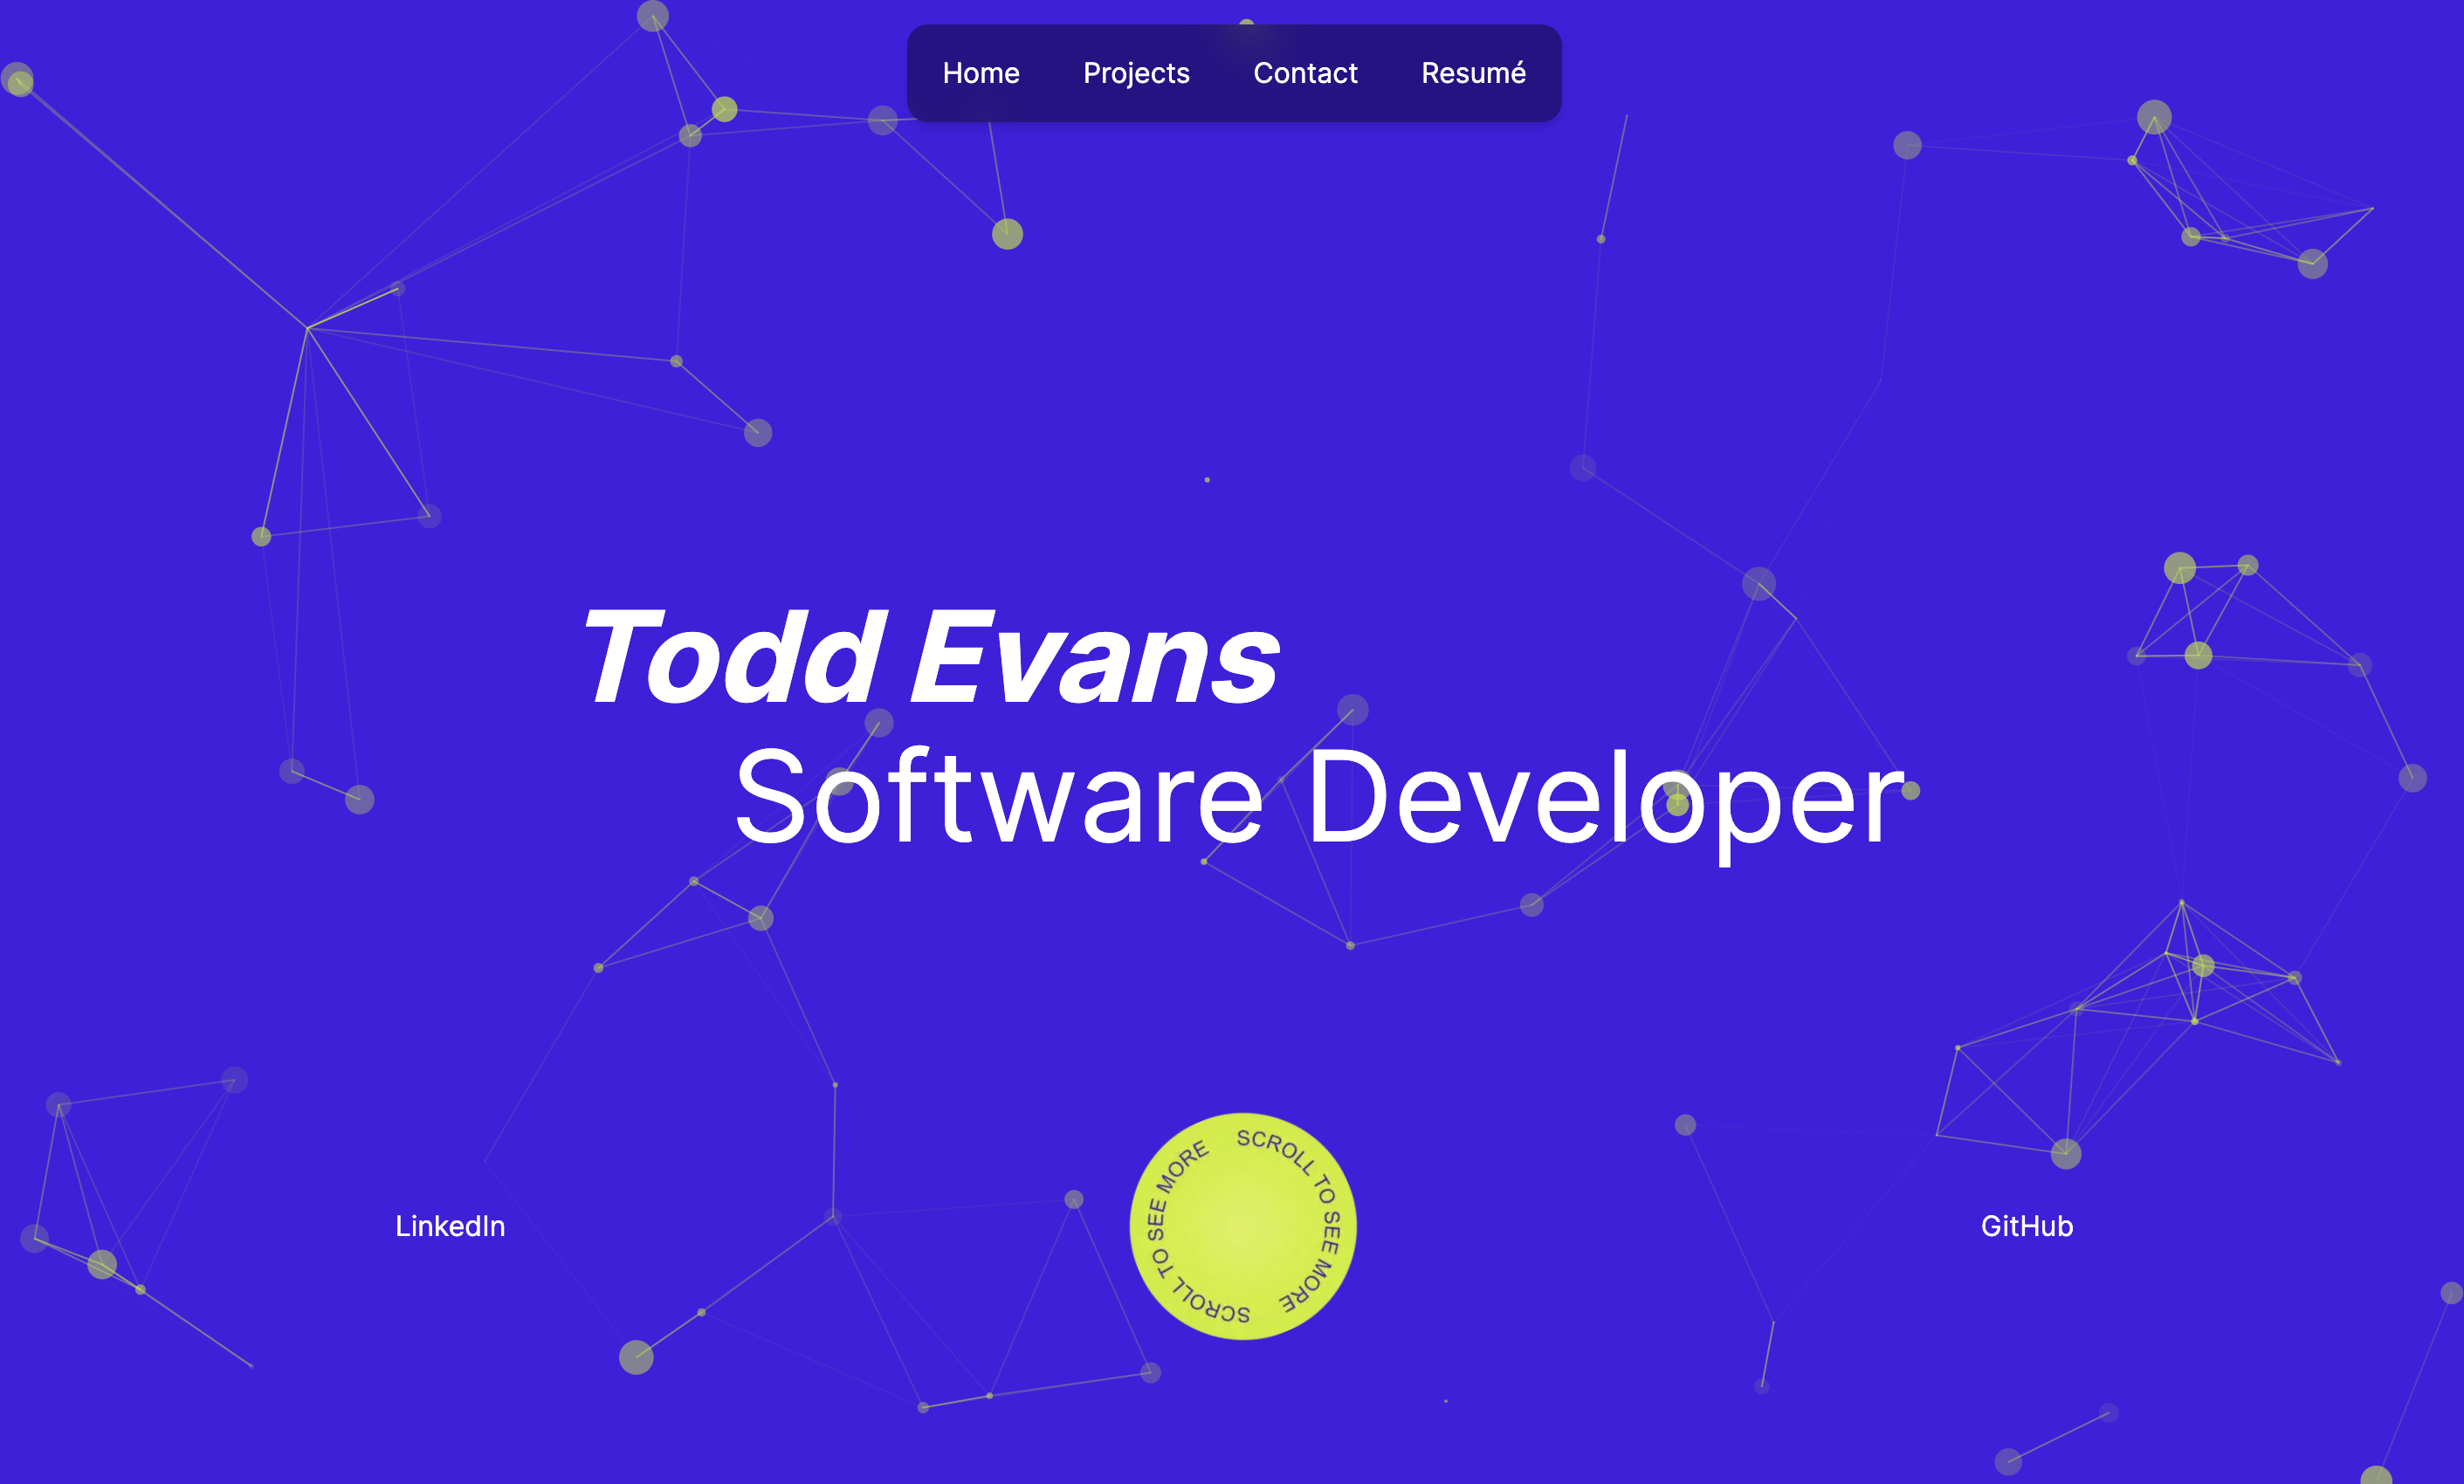 Home Projects Contact Resumé
Todd Evans
Software Developer
LinkedIn
SCROLL TO SEE MORE
SCROLL TO SEE MORE
GitHub